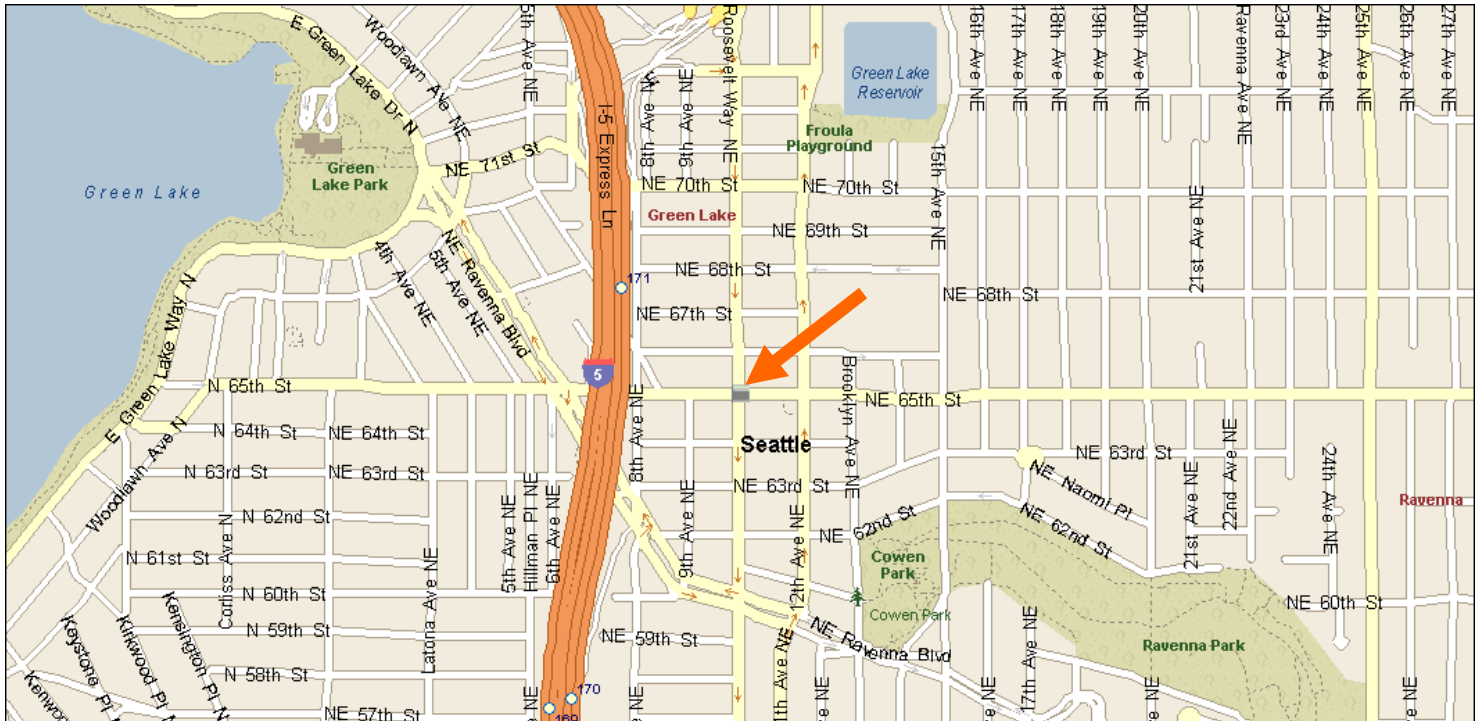 E Green Lake Dr N
Woodlawn Ave NE
5th Ave NE
I-5 Express Ln
8th Ave NE
9th Ave NE
Roosevelt Way NE
Green Lake
Reservoir
Froula
Playground
15th Ave NE
16th Ave NE
17th Ave NE
18th Ave NE
19th Ave NE
20th Ave NE
Ravenna Ave NE
23rd Ave NE
24th Ave NE
25th Ave NE
26th Ave NE
27th Ave NE
Green Lake
Green
Lake Park
NE 71st St
NE 70th St
NE 70th St
Green Lake
NE 69th St
NE 68th St
NE 68th St
21st Ave NE
171
4th Ave NE
5th Ave NE
NE Ravenna Blvd
NE 67th St
E Green Lake Way N
5
N 65th St
NE 65th St
8th Ave NE
Brooklyn Ave NE
Woodlawn Ave N
N 64th St
NE 64th St
Seattle
N 63rd St
NE 63rd St
NE 63rd St
NE 63rd St
NE Naomi Pl
21st Ave NE
22nd Ave NE
24th Ave NE
Ravenna
N 62nd St
Corliss Ave N
5th Ave NE
Hillman Pl NE
6th Ave NE
9th Ave NE
12th Ave NE
NE 62nd St
NE 62nd St
N 61st St
Latona Ave NE
Cowen
Park
Cowen Park
N 60th St
NE 60th St
N 59th St
NE 59th St
NE Ravenna Blvd
17th Ave NE
Ravenna Park
Keystone Pl N
Kirkwood Pl N
Kensington Pl N
N 58th St
NE 57th St
170
169